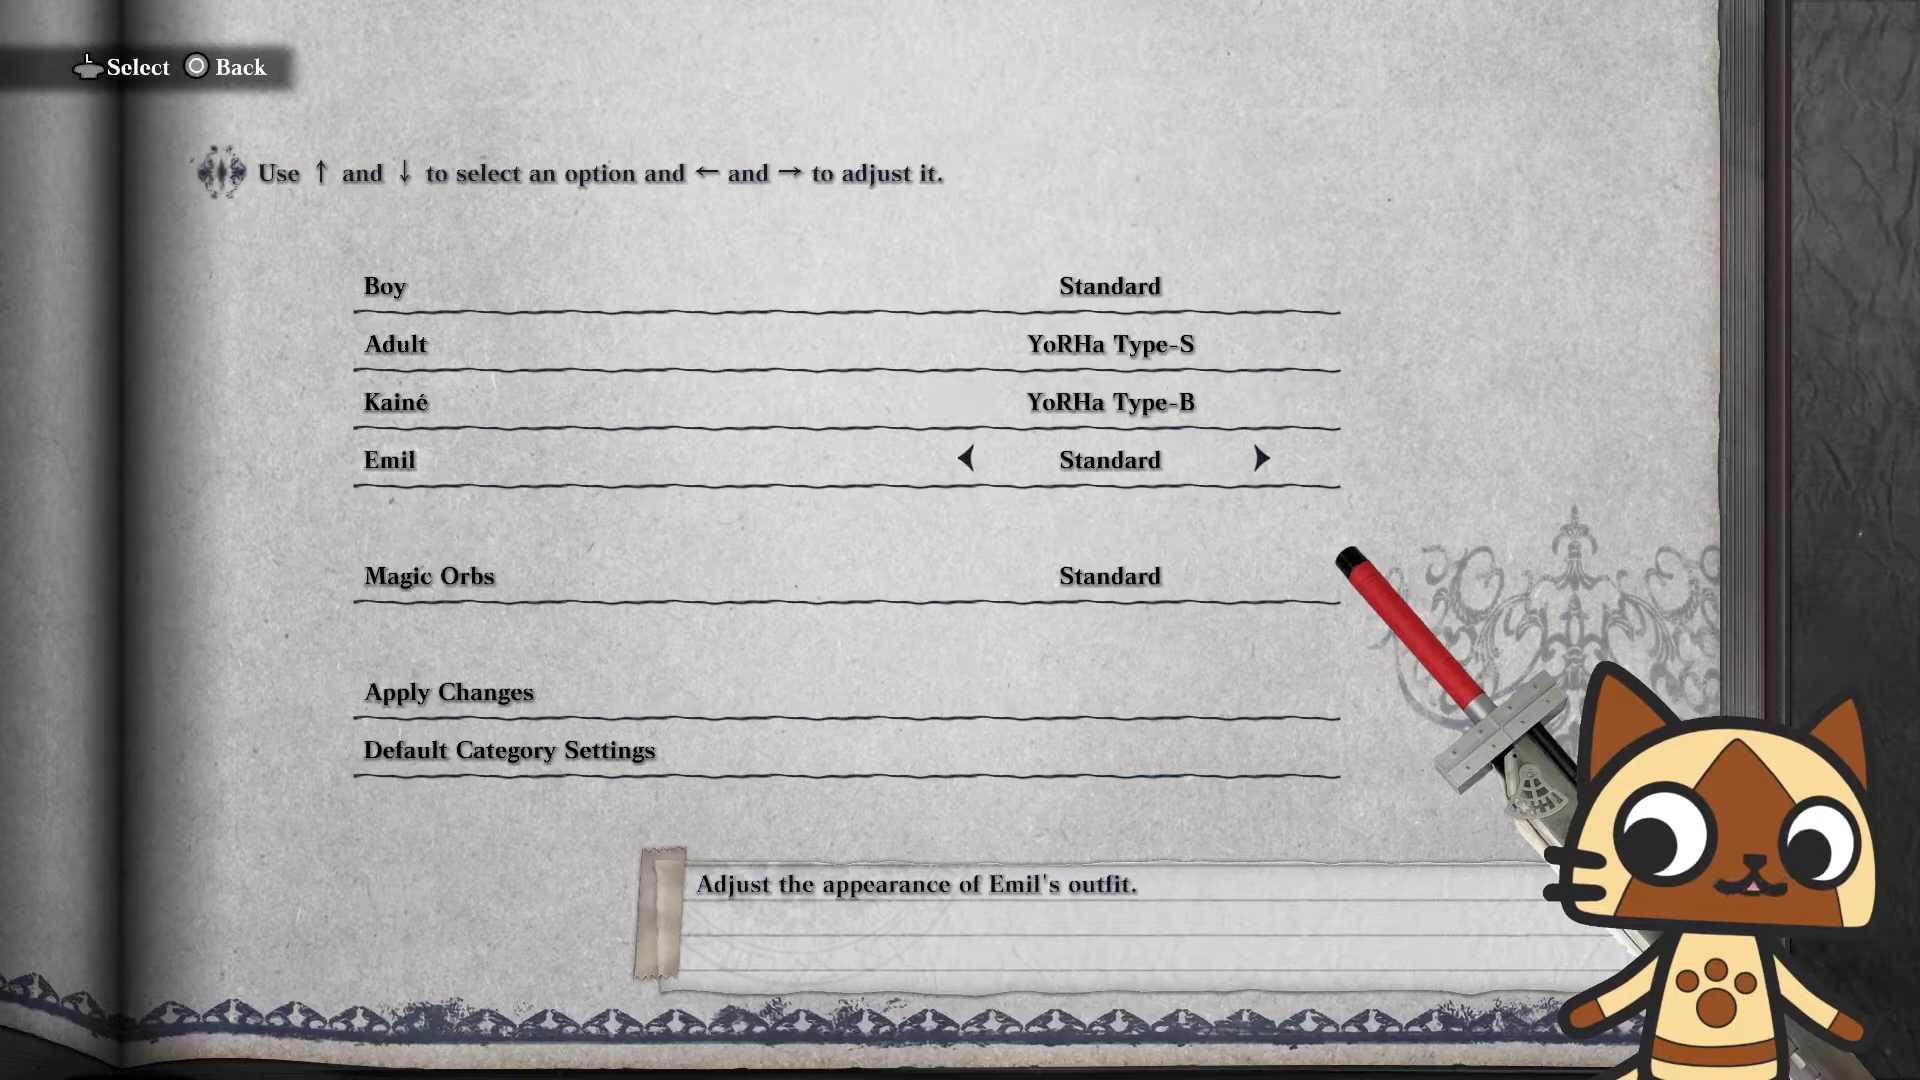 L Select Back
Use ↑ and ↓ to select an option and ← and → to adjust it.
Boy Standard
Adult YoRHa Type-S
Kainé YoRHa Type-B
Emil Standard
Magic Orbs Standard
Apply Changes
Default Category Settings
Adjust the appearance of Emil's outfit.